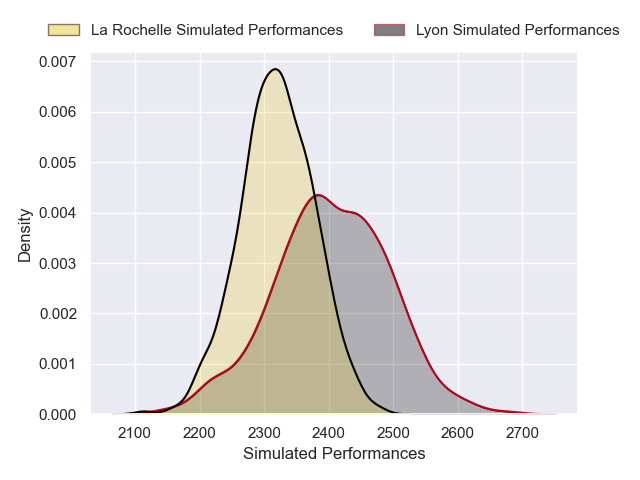 La Rochelle Simulated Performances Lyon Simulated Performances
0.007
0.006
0.005
0.004
0.003
0.002
0.001
0.000
Density
2100 2200 2300 2400 2500 2600 2700
Simulated Performances